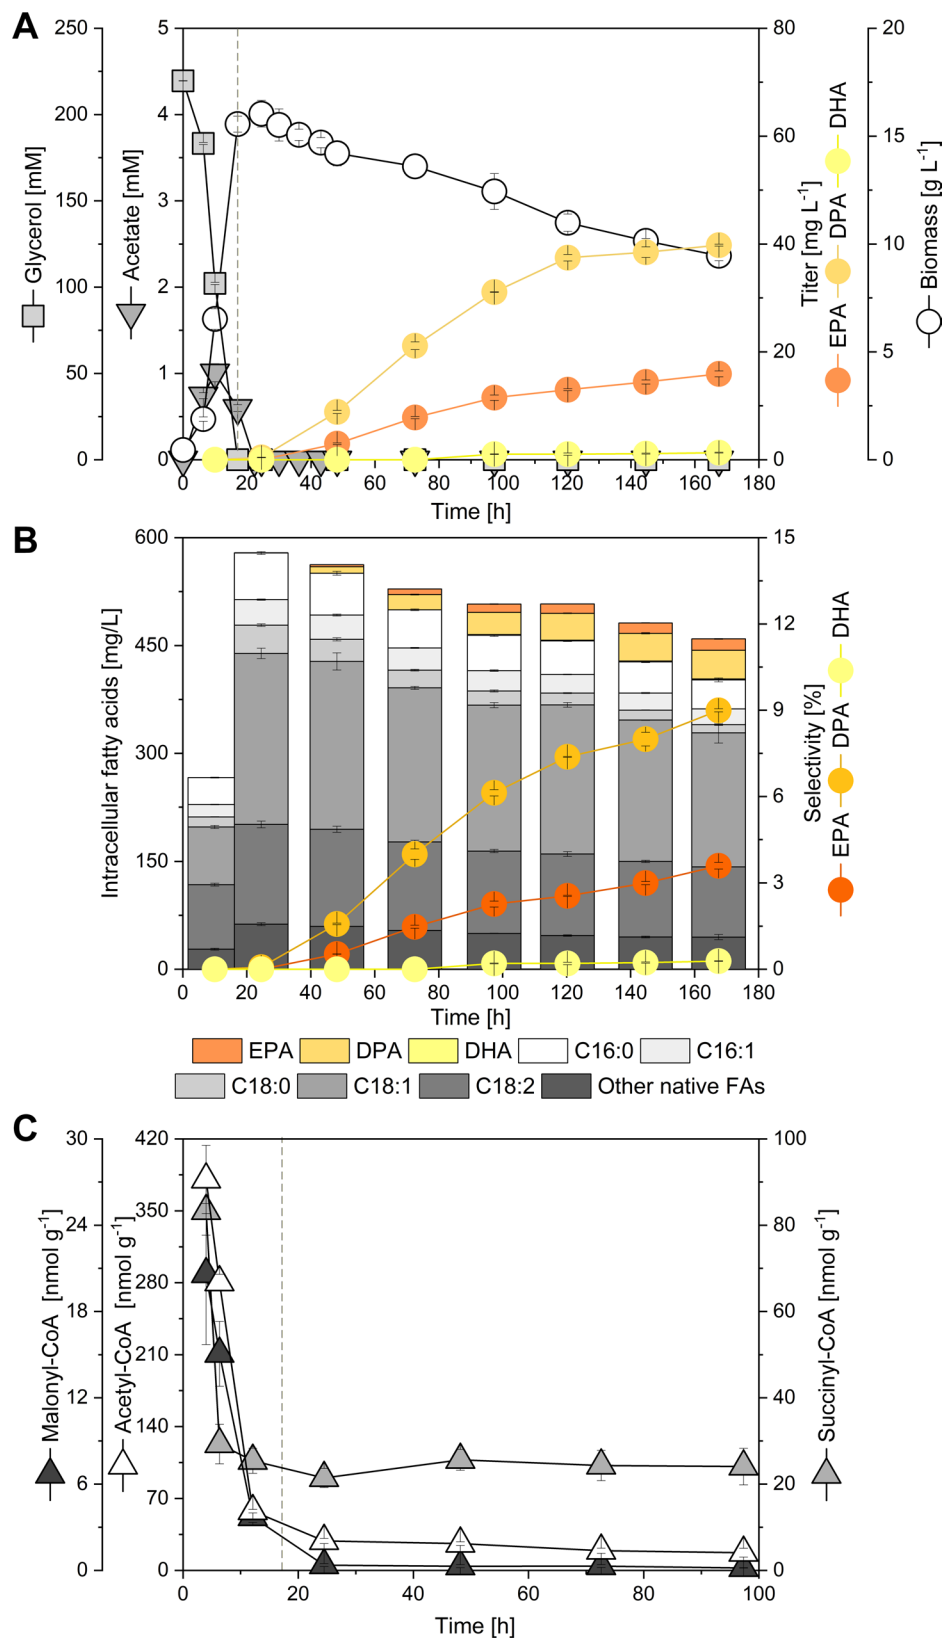 A
250
200
150
100
50
0
Glycerol [mM]
5
4
3
2
1
0
Acetate [mM]
80
60
40
20
0
Titer [mg L-1]
EPA DPA DHA
20
15
10
5
0
Biomass [g L-1]
0 20 40 60 80 100 120 140 160 180
Time [h]
B
600
450
300
150
0
Intracellular fatty acids [mg/L]
15
12
9
6
3
0
Selectivity [%]
EPA DPA DHA
0 20 40 60 80 100 120 140 160 180
Time [h]
EPA DPA DHA C16:0 C16:1
C18:0 C18:1 C18:2 Other native FAs
C
30
24
18
12
6
0
Malonyl-CoA [nmol g-1]
420
350
280
210
140
70
0
Acetyl-CoA [nmol g-1]
100
80
60
40
20
0
Succinyl-CoA [nmol g-1]
0 20 40 60 80 100
Time [h]